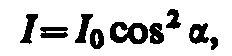 I = I₀ cos² α,